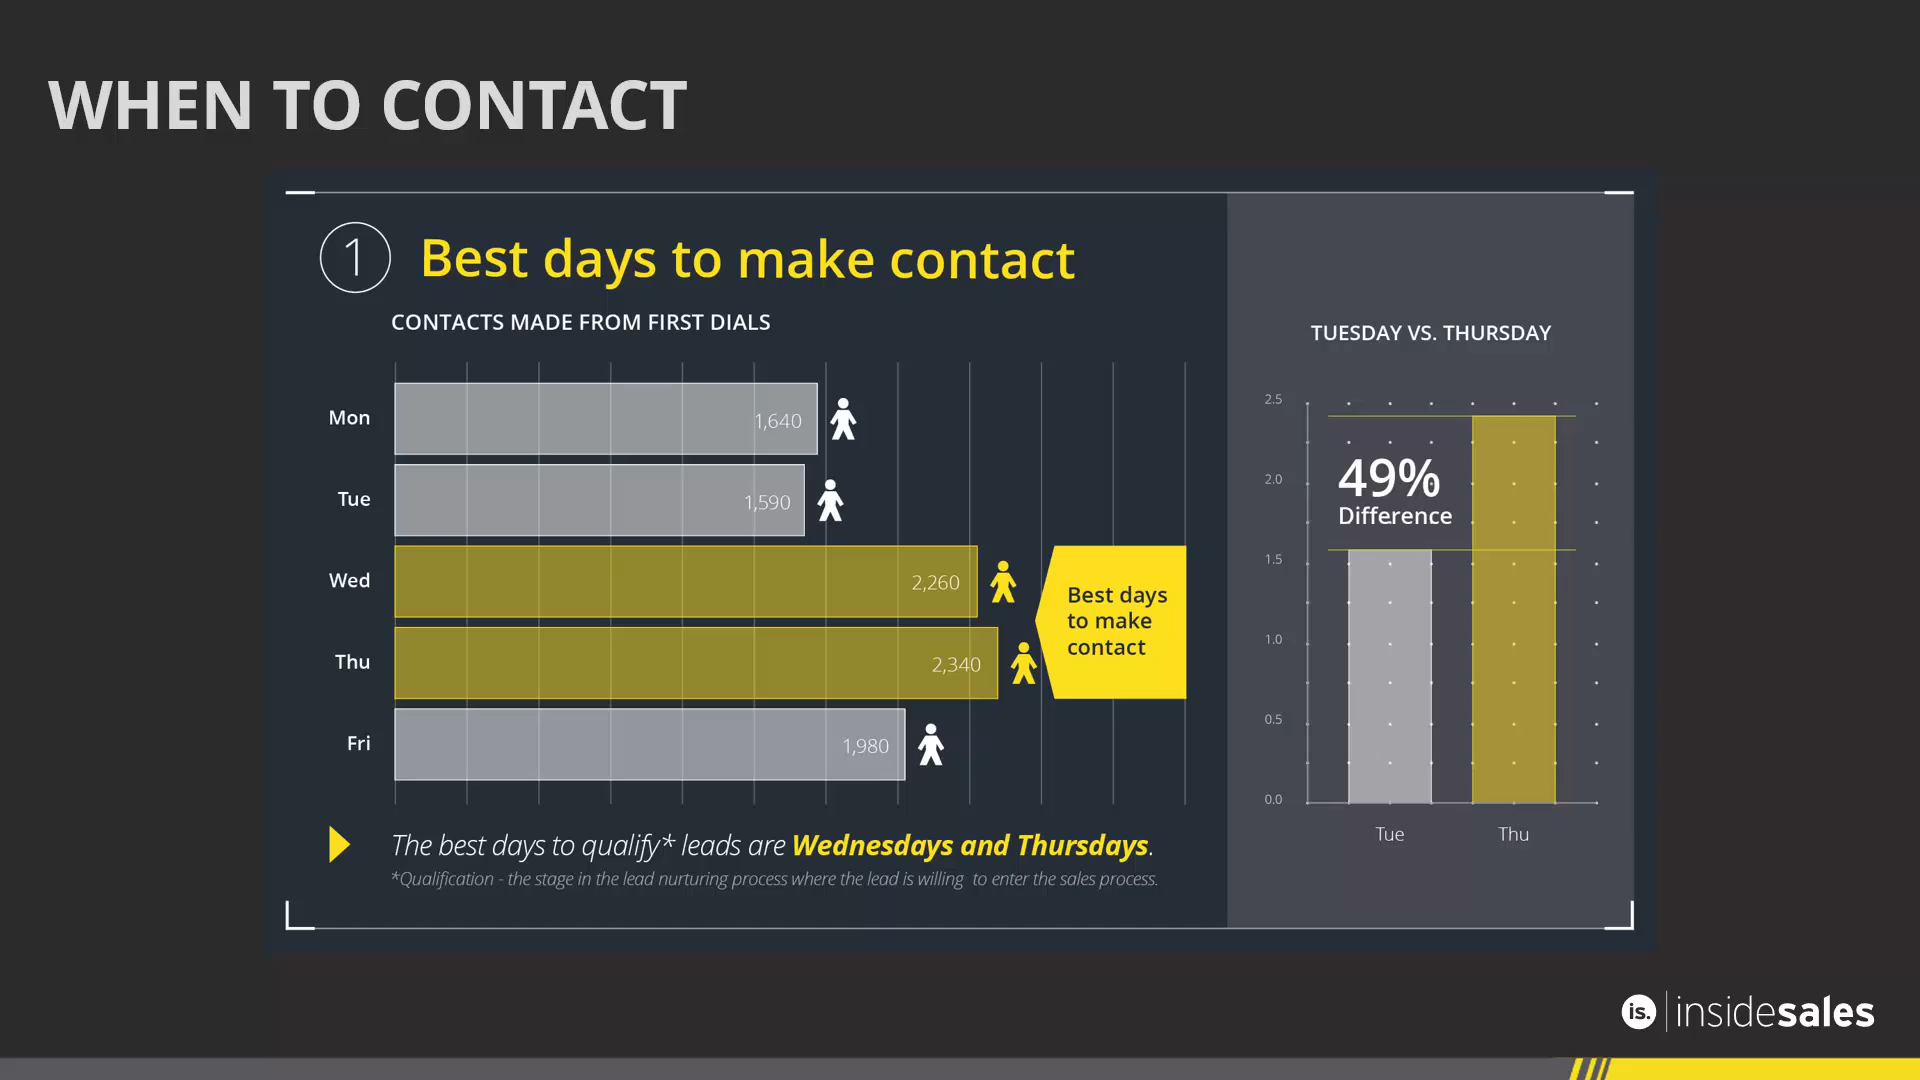 WHEN TO CONTACT
1
Best days to make contact
CONTACTS MADE FROM FIRST DIALS
Mon
1,640
Tue
1,590
Wed
2,260
Thu
2,340
Fri
1,980
Best days
to make
contact
The best days to qualify* leads are Wednesdays and Thursdays.
*Qualification - the stage in the lead nurturing process where the lead is willing to enter the sales process.
TUESDAY VS. THURSDAY
2.5
2.0
1.5
1.0
0.5
0.0
49%
Difference
Tue
Thu
is.
insidesales